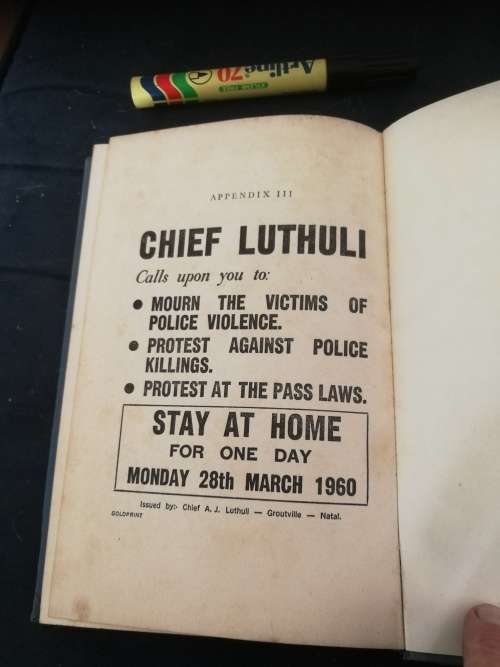 Artline 70
XYLENE FREE
APPENDIX III
CHIEF LUTHULI
Calls upon you to:
● MOURN THE VICTIMS OF
POLICE VIOLENCE.
● PROTEST AGAINST POLICE
KILLINGS.
● PROTEST AT THE PASS LAWS.
STAY AT HOME
FOR ONE DAY
MONDAY 28th MARCH 1960
Issued by:- Chief A. J. Luthuli — Groutville — Natal.
GOLDPRINT